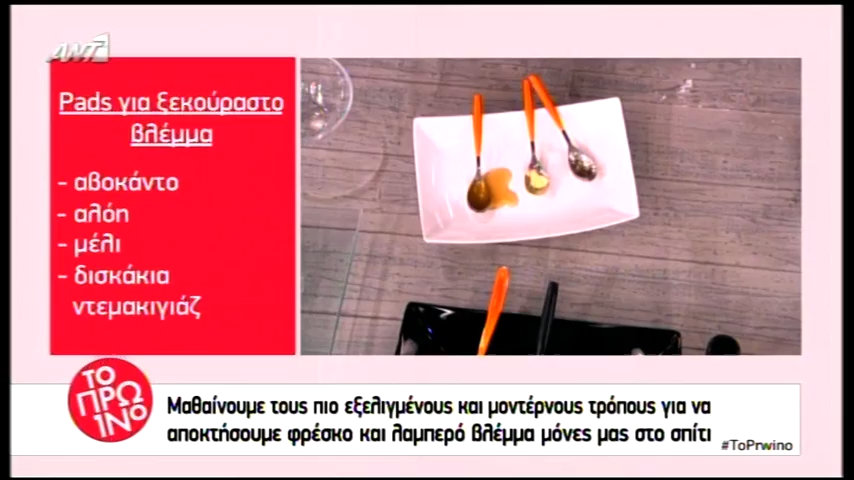 ANT1
Pads για ξεκούραστο
βλέμμα
- αβοκάντο
- αλόη
- μέλι
- δισκάκια
ντεμακιγιάζ
ΤΟ
ΠΡΩ
ΙΝΟ
Μαθαίνουμε τους πιο εξελιγμένους και μοντέρνους τρόπους για να
αποκτήσουμε φρέσκο και λαμπερό βλέμμα μόνες μας στο σπίτι
#ToPrwino